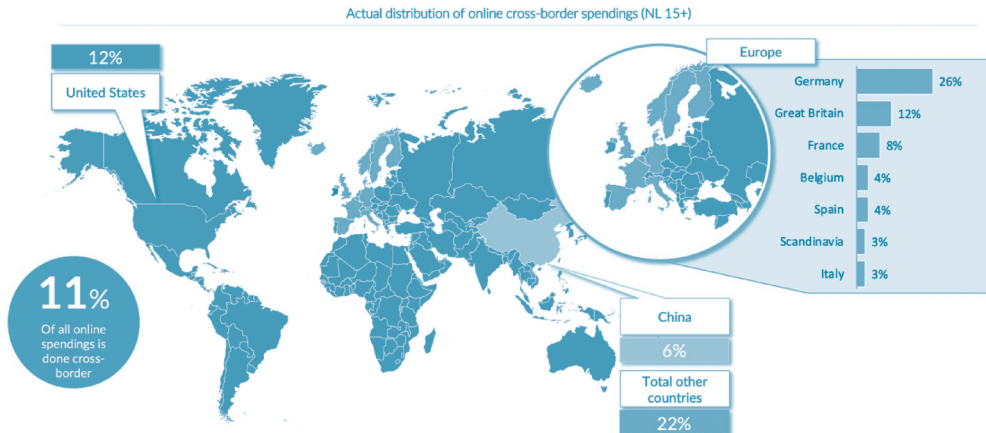 Actual distribution of online cross-border spendings (NL 15+)
12%
United States
Europe
Germany 26%
Great Britain 12%
France 8%
Belgium 4%
Spain 4%
Scandinavia 3%
Italy 3%
11%
Of all online
spendings is
done cross-
border
China
6%
Total other
countries
22%